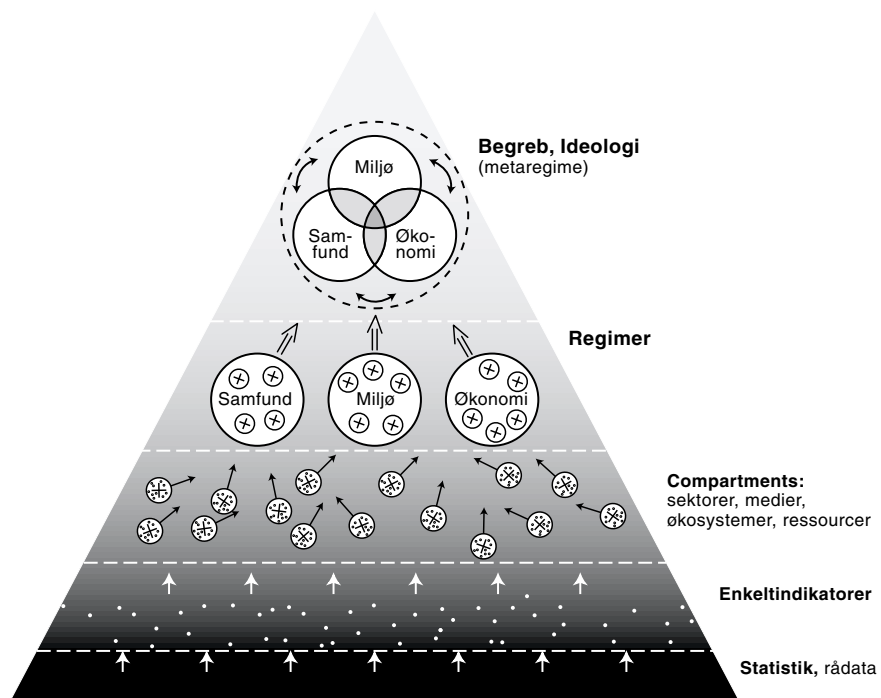 Begreb, Ideologi
(metaregime)
Miljø
Sam-
fund
Øko-
nomi
Regimer
Samfund
Miljø
Økonomi
Compartments:
sektorer, medier,
økosystemer, ressourcer
Enkeltindikatorer
Statistik, rådata